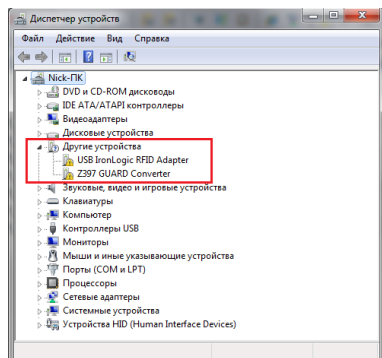 Диспетчер устройств
Файл Действие Вид Справка
Nick-ПК
DVD и CD-ROM дисководы
IDE ATA/ATAPI контроллеры
Видеоадаптеры
Дисковые устройства
Другие устройства
USB IronLogic RFID Adapter
Z397 GUARD Converter
Звуковые, видео и игровые устройства
Клавиатуры
Компьютер
Контроллеры USB
Мониторы
Мыши и иные указывающие устройства
Порты (COM и LPT)
Процессоры
Сетевые адаптеры
Системные устройства
Устройства HID (Human Interface Devices)